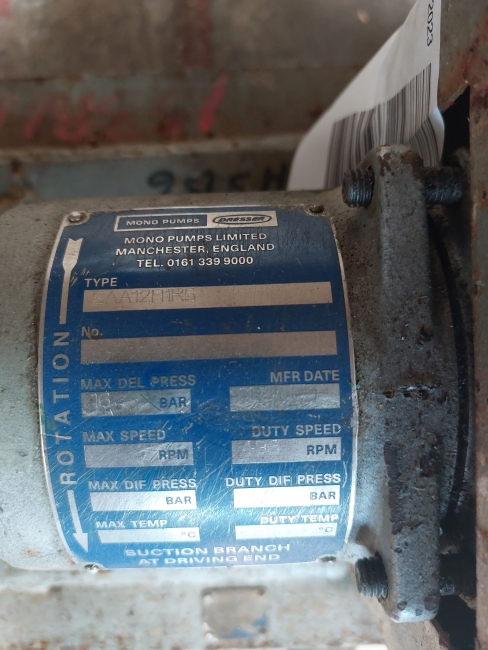 2023
MONO PUMPS DRESSER
MONO PUMPS LIMITED
MANCHESTER, ENGLAND
TEL. 0161 339 9000
TYPE
No.
MAX DEL PRESS
16 BAR
MFR DATE
MAX SPEED
RPM
DUTY SPEED
RPM
MAX DIF PRESS
BAR
DUTY DIF PRESS
BAR
MAX TEMP
°C
DUTY TEMP
°C
SUCTION BRANCH
AT DRIVING END
ROTATION